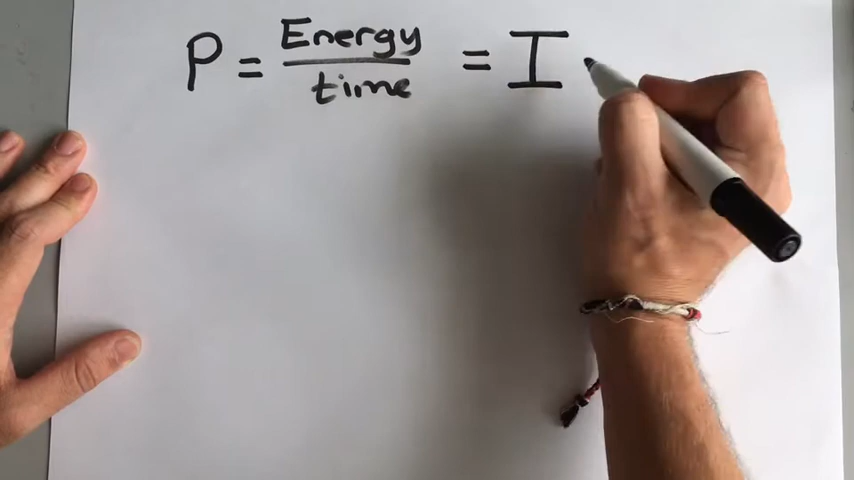 P = Energy / time = I